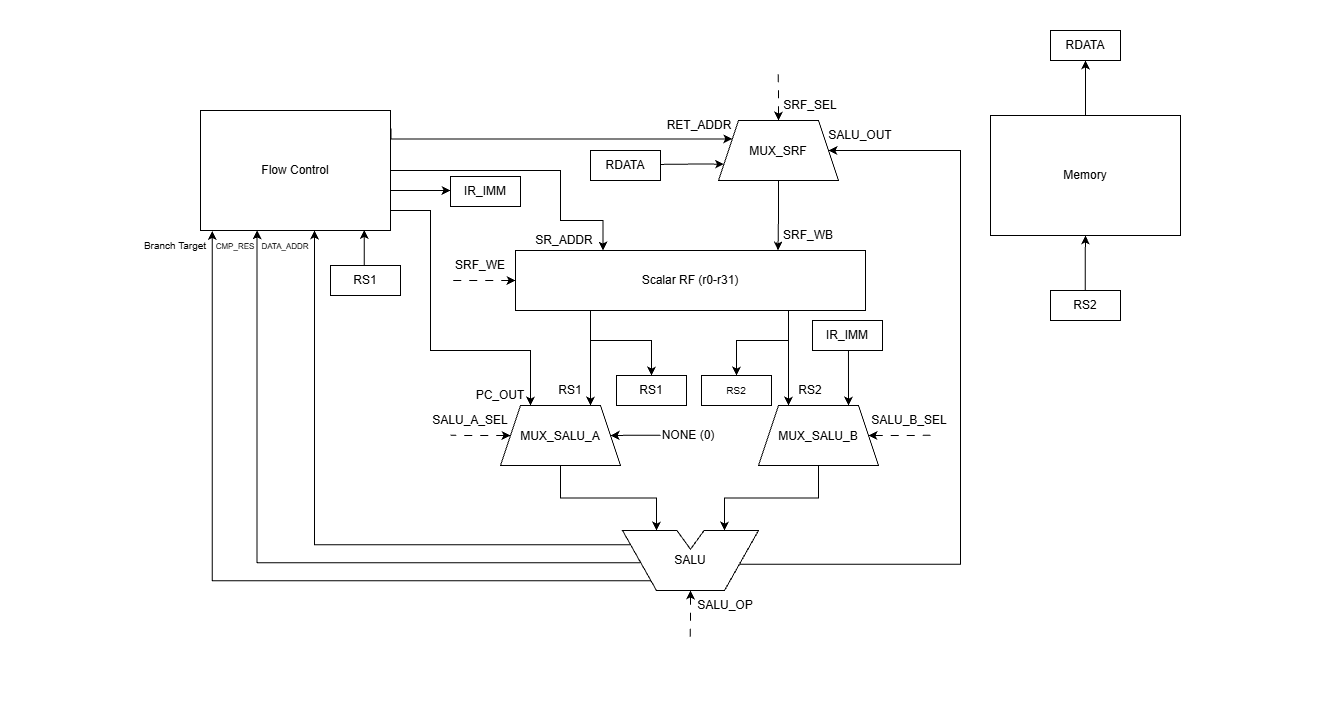 RDATA
SRF_SEL
RET_ADDR
SALU_OUT
MUX_SRF
RDATA
Flow Control
Memory
IR_IMM
SRF_WB
SR_ADDR
Branch Target
CMP_RES
DATA_ADDR
SRF_WE
RS1
Scalar RF (r0-r31)
RS2
IR_IMM
PC_OUT
RS1
RS1
RS2
RS2
SALU_A_SEL
MUX_SALU_A
NONE (0)
MUX_SALU_B
SALU_B_SEL
SALU
SALU_OP